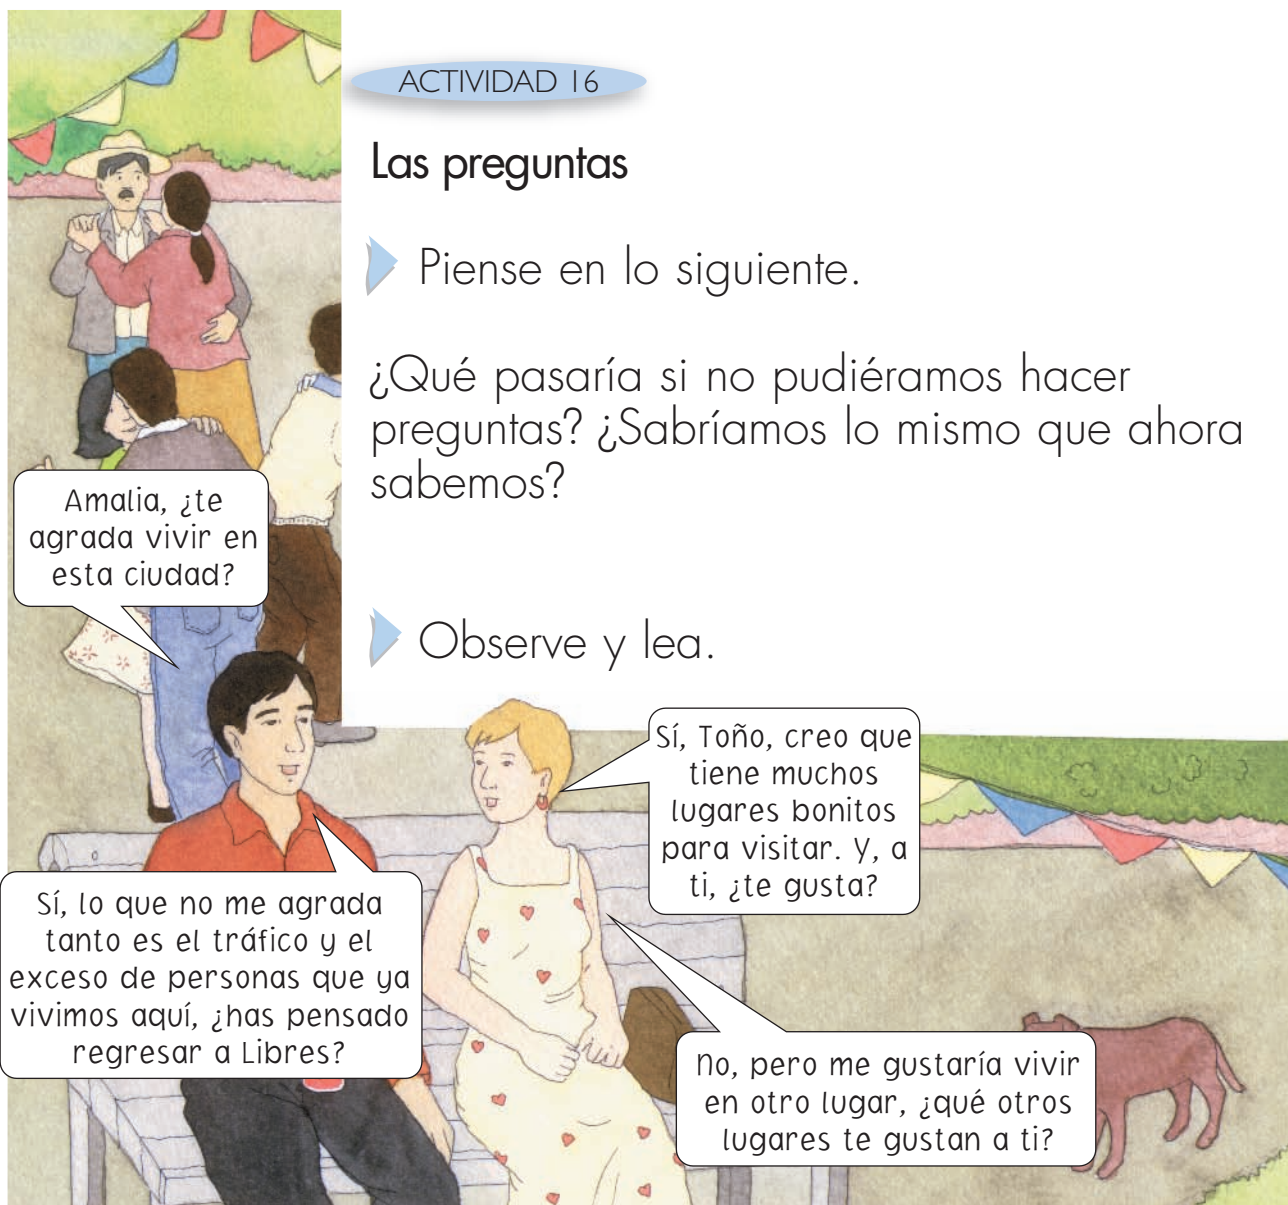 ACTIVIDAD 16
Las preguntas
Piense en lo siguiente.
¿Qué pasaría si no pudiéramos hacer
preguntas? ¿Sabríamos lo mismo que ahora
sabemos?
Observe y lea.
Amalia, ¿te
agrada vivir en
esta ciudad?
Sí, Toño, creo que
tiene muchos
lugares bonitos
para visitar. Y, a
ti, ¿te gusta?
Sí, lo que no me agrada
tanto es el tráfico y el
exceso de personas que ya
vivimos aquí, ¿has pensado
regresar a Libres?
No, pero me gustaría vivir
en otro lugar, ¿qué otros
lugares te gustan a ti?